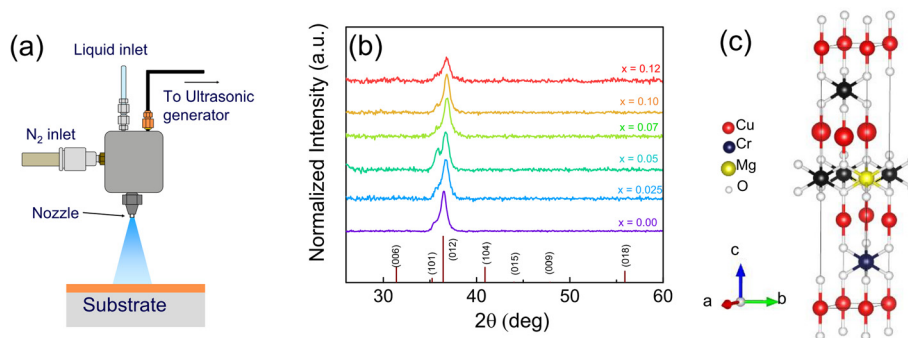 (a)
Liquid inlet
To Ultrasonic
generator
N2 inlet
Nozzle
Substrate
(b)
Normalized Intensity (a.u.)
x = 0.12
x = 0.10
x = 0.07
x = 0.05
x = 0.025
x = 0.00
(006)
(101)
(012)
(104)
(015)
(009)
(018)
30
40
50
60
2θ (deg)
(c)
Cu
Cr
Mg
O
c
a
b